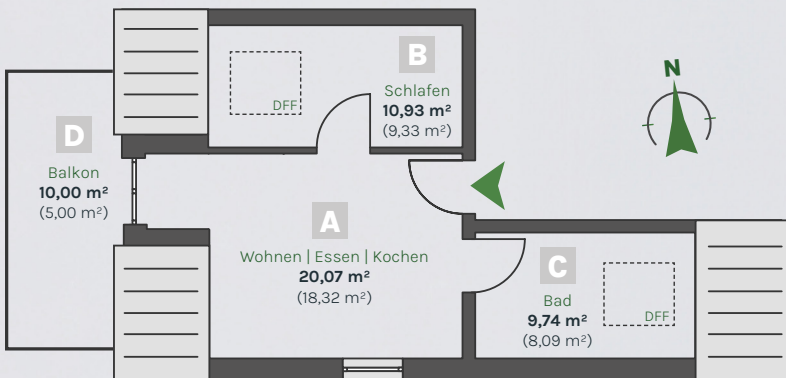 B
Schlafen
10,93 m²
(9,33 m²)
DFF
N
D
Balkon
10,00 m²
(5,00 m²)
A
Wohnen | Essen | Kochen
20,07 m²
(18,32 m²)
C
Bad
9,74 m²
(8,09 m²)
DFF